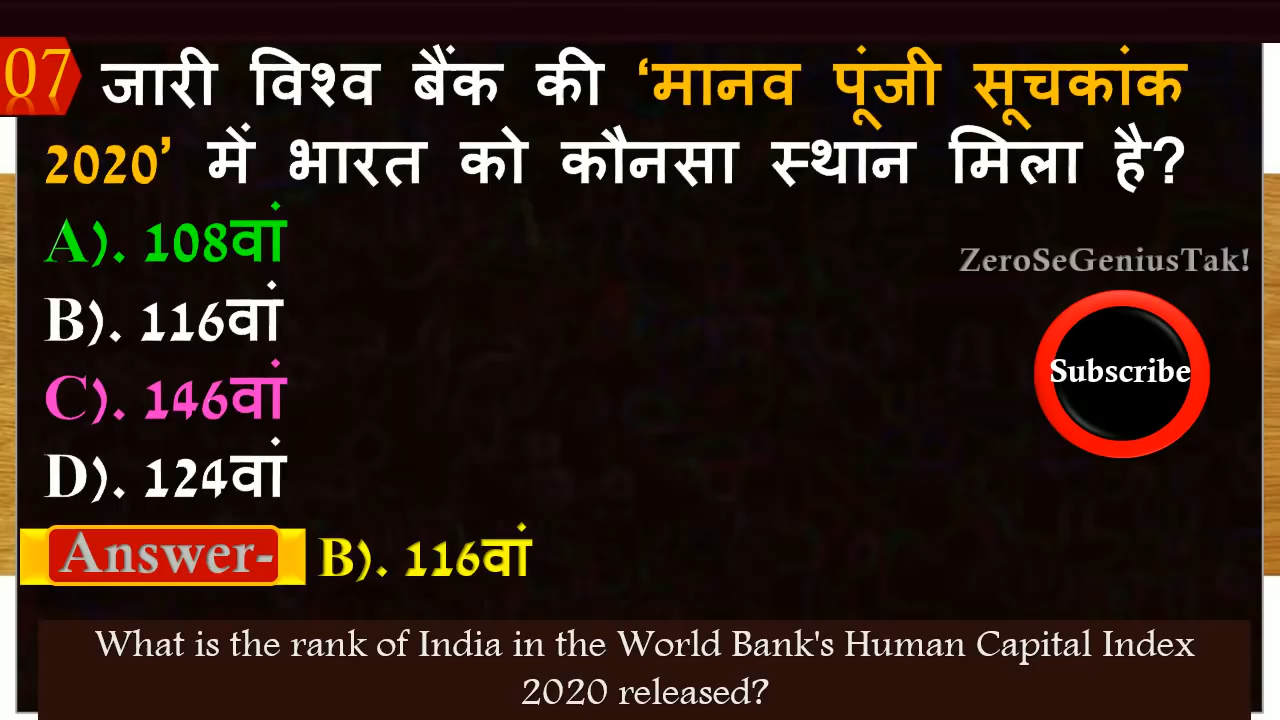 07
जारी विश्व बैंक की ‘मानव पूंजी सूचकांक
2020’ में भारत को कौनसा स्थान मिला है?
A). 108वां
ZeroSeGeniusTak!
B). 116वां
Subscribe
C). 146वां
D). 124वां
Answer- B). 116वां
What is the rank of India in the World Bank's Human Capital Index
2020 released?